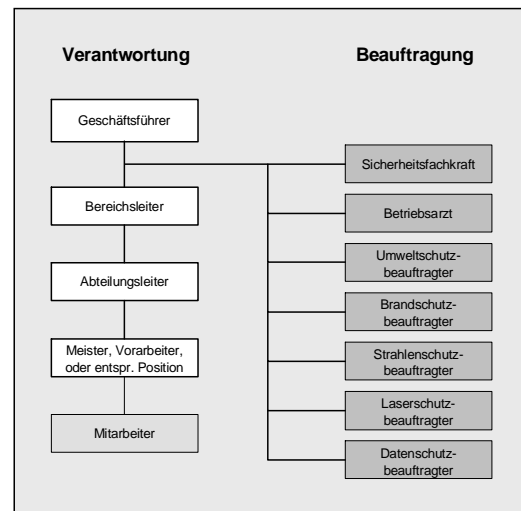 Verantwortung
Geschäftsführer
Bereichsleiter
Abteilungsleiter
Meister, Vorarbeiter,
oder entspr. Position
Mitarbeiter
Beauftragung
Sicherheitsfachkraft
Betriebsarzt
Umweltschutz-
beauftragter
Brandschutz-
beauftragter
Strahlenschutz-
beauftragter
Laserschutz-
beauftragter
Datenschutz-
beauftragter